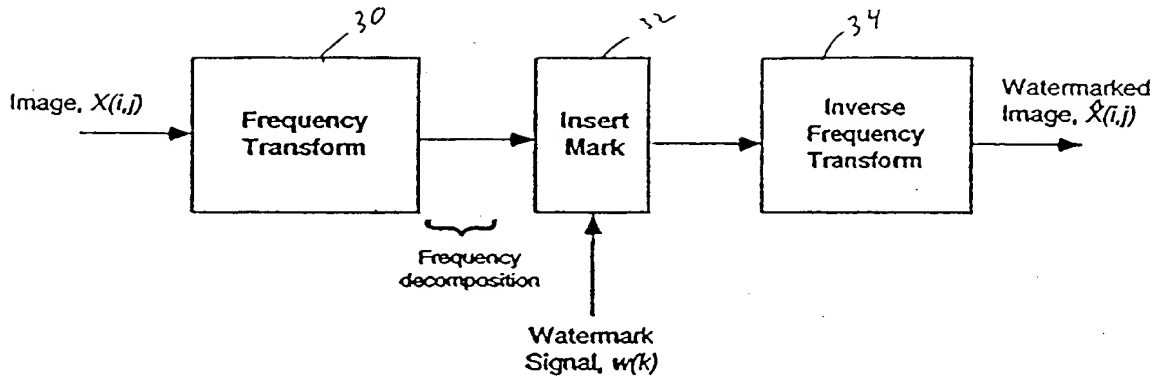 30
32
34
Image, X(i,j)
Frequency
Transform
Insert
Mark
Inverse
Frequency
Transform
Watermarked
Image, X̂(i,j)
Frequency
decomposition
Watermark
Signal, w(k)